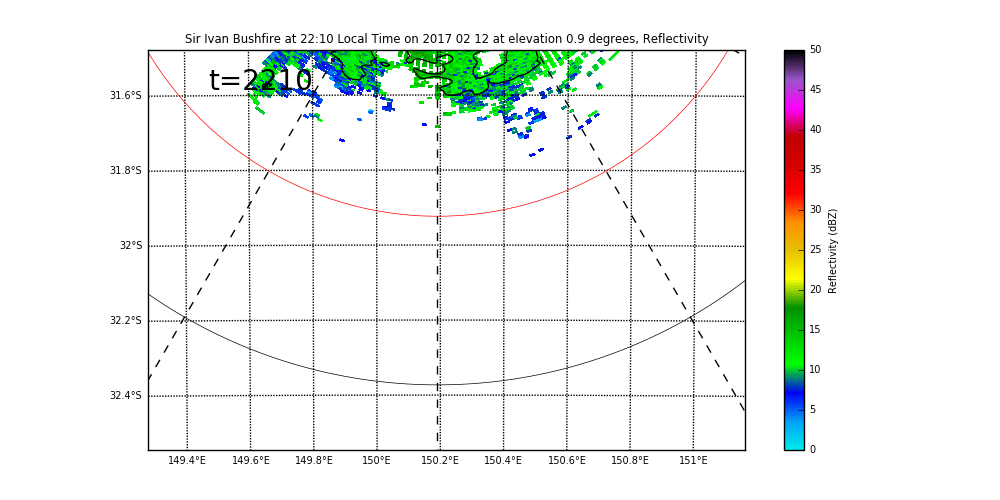 Sir Ivan Bushfire at 22:10 Local Time on 2017 02 12 at elevation 0.9 degrees, Reflectivity
t=2210
31.6°S
31.8°S
32°S
32.2°S
32.4°S
149.4°E 149.6°E 149.8°E 150°E 150.2°E 150.4°E 150.6°E 150.8°E 151°E
50
45
40
35
30
25
20
15
10
5
0
Reflectivity (dBZ)